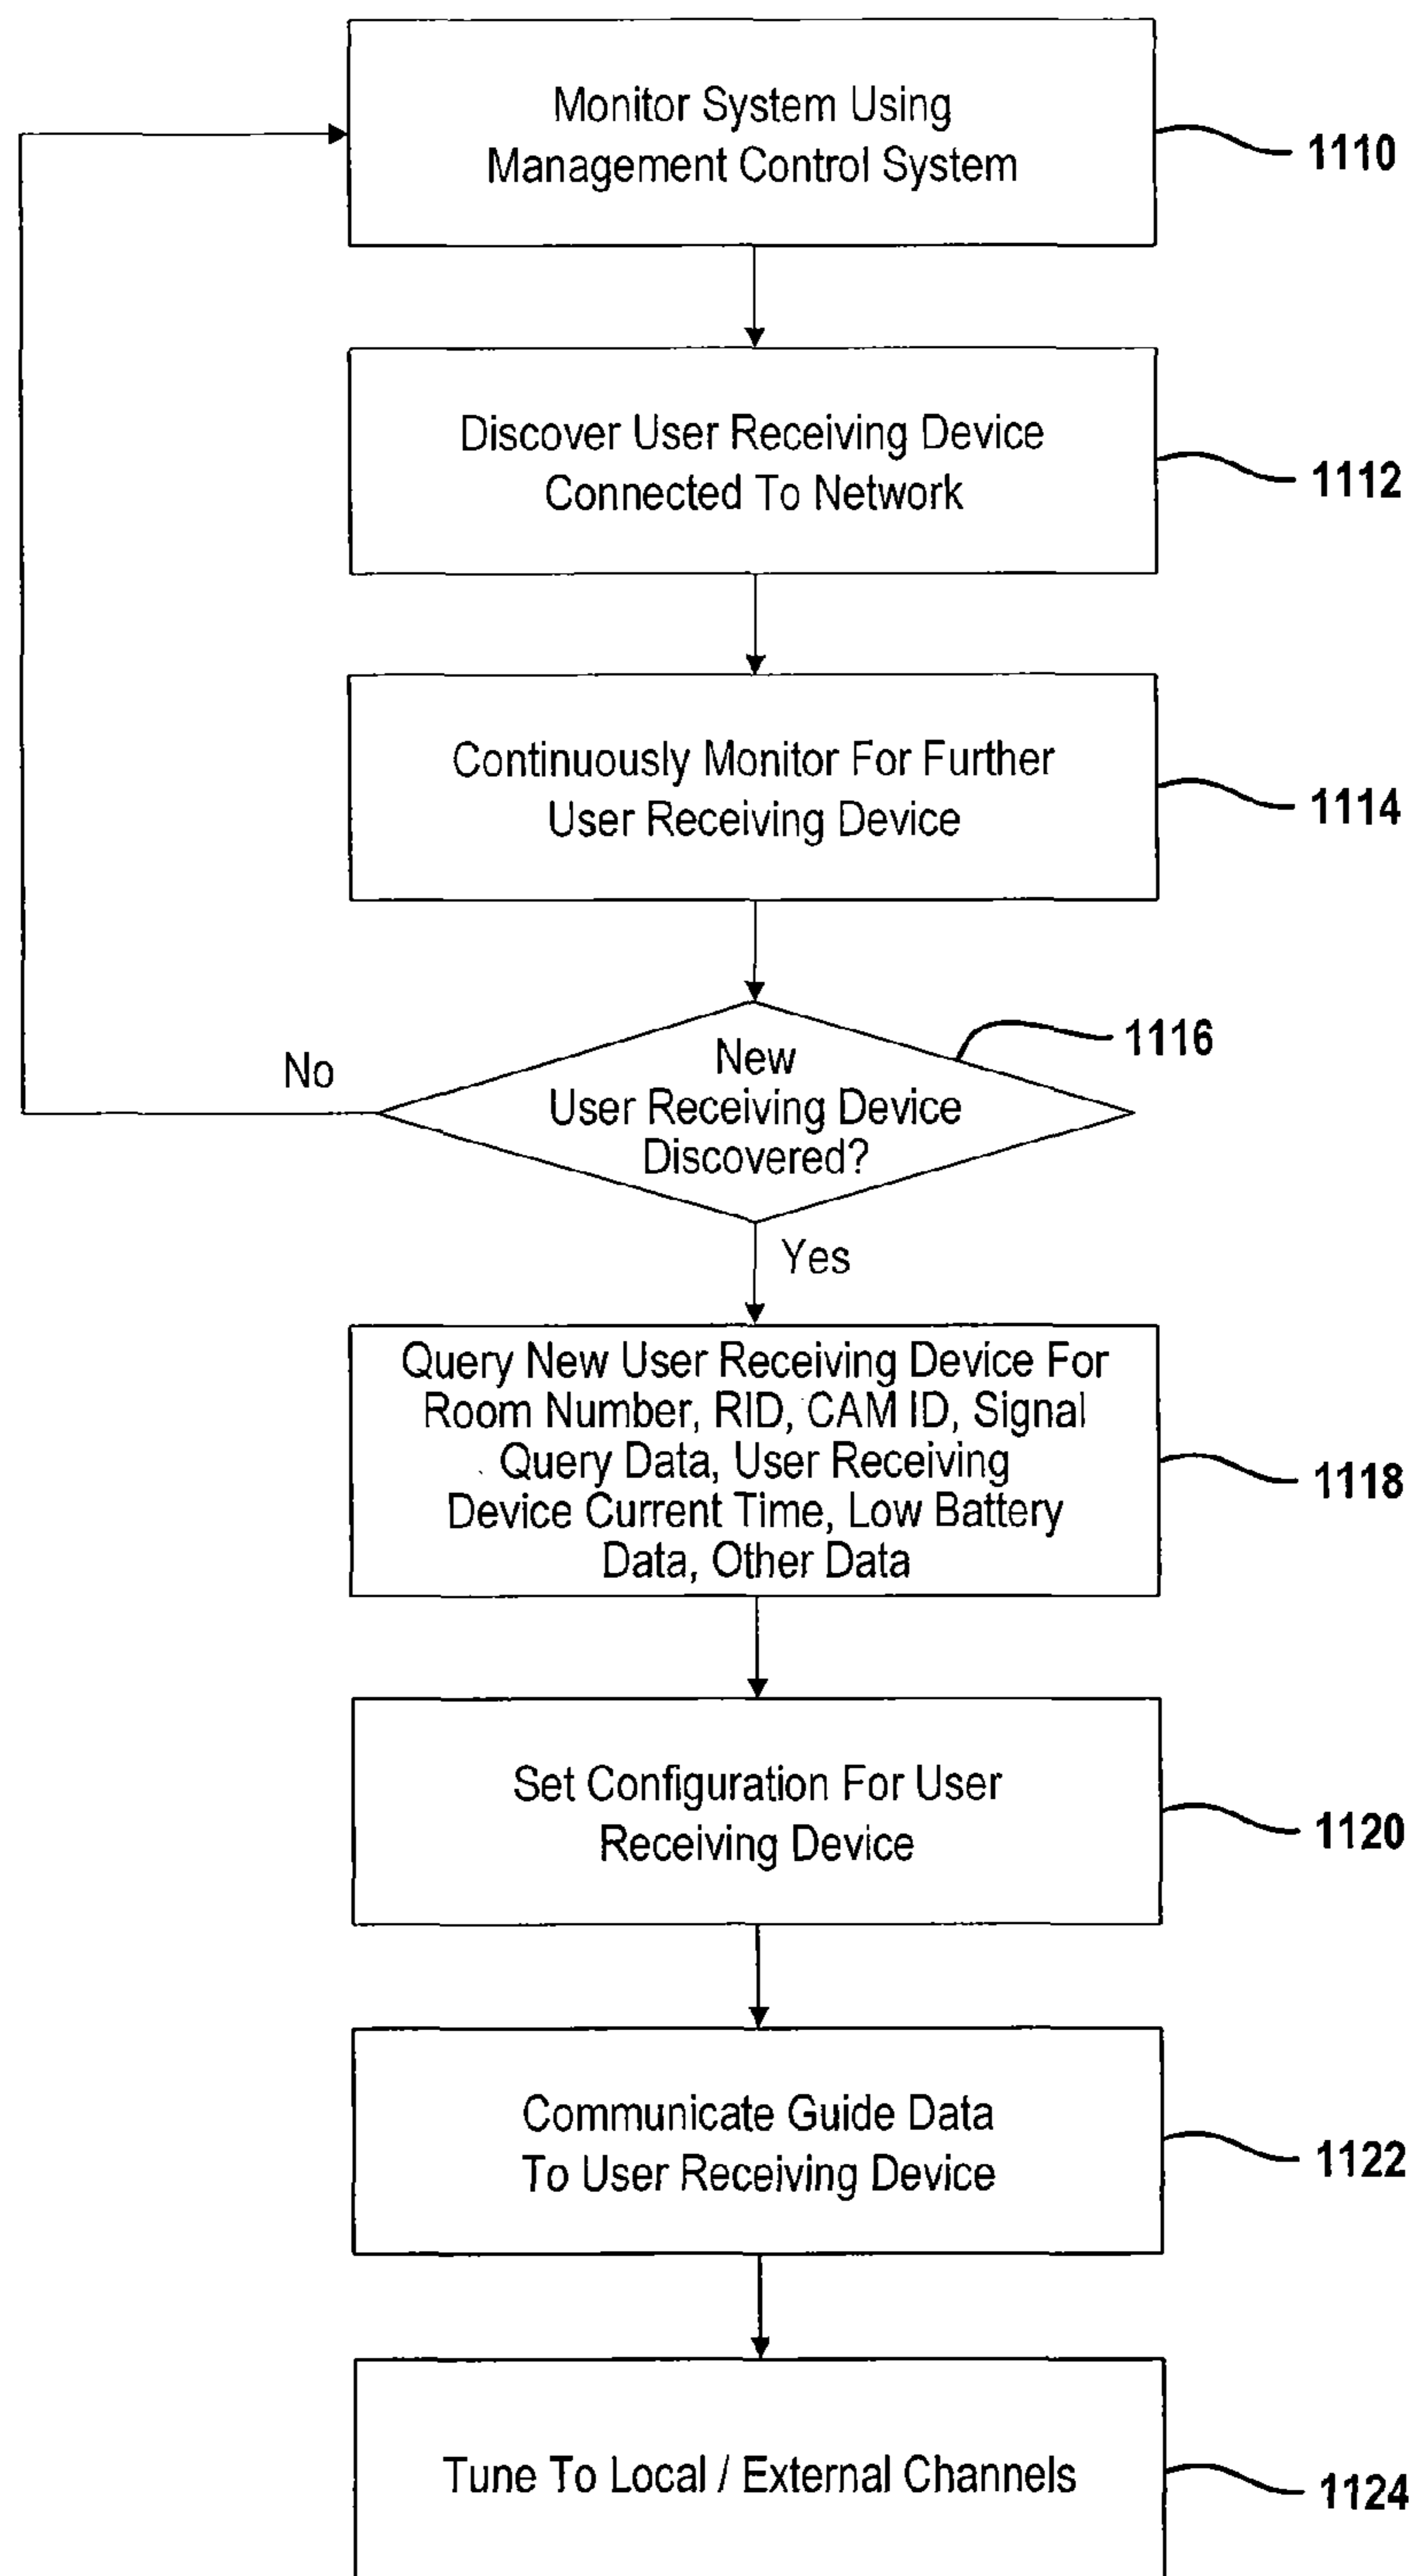 Monitor System Using
Management Control System
1110
Discover User Receiving Device
Connected To Network
1112
Continuously Monitor For Further
User Receiving Device
1114
New
User Receiving Device
Discovered?
1116
No
Yes
Query New User Receiving Device For
Room Number, RID, CAM ID, Signal
Query Data, User Receiving
Device Current Time, Low Battery
Data, Other Data
1118
Set Configuration For User
Receiving Device
1120
Communicate Guide Data
To User Receiving Device
1122
Tune To Local / External Channels
1124